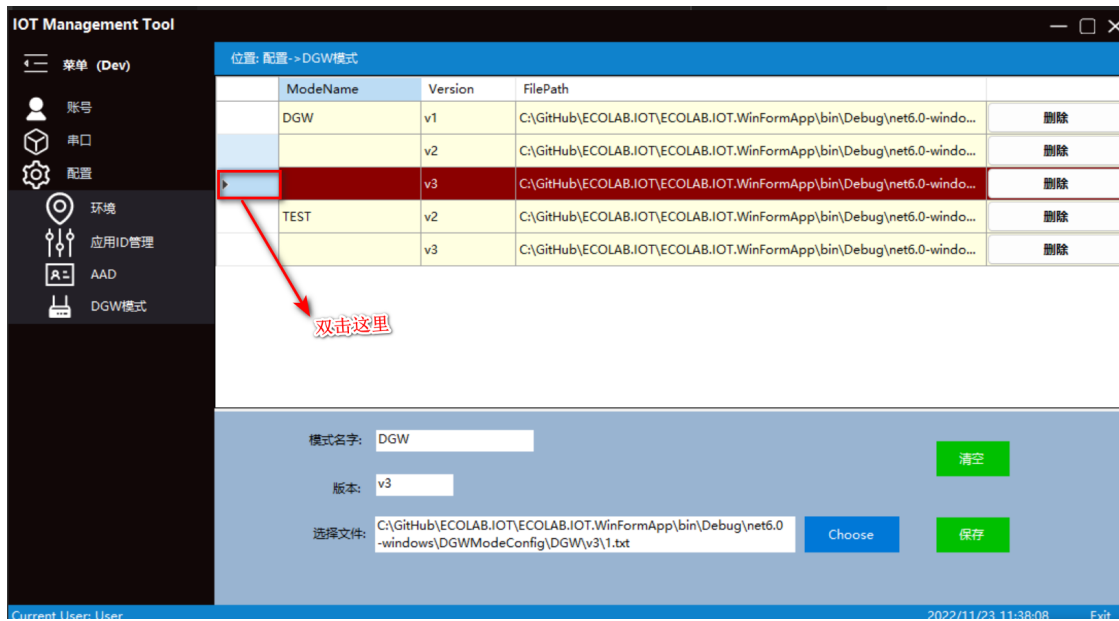 IOT Management Tool
菜单 (Dev)
账号
串口
配置
环境
应用ID管理
AAD
DGW模式
位置: 配置->DGW模式
ModeName Version FilePath
DGW v1 C:\GitHub\ECOLAB.IOT\ECOLAB.IOT.WinFormApp\bin\Debug\net6.0-windo... 删除
v2 C:\GitHub\ECOLAB.IOT\ECOLAB.IOT.WinFormApp\bin\Debug\net6.0-windo... 删除
v3 C:\GitHub\ECOLAB.IOT\ECOLAB.IOT.WinFormApp\bin\Debug\net6.0-windo... 删除
TEST v2 C:\GitHub\ECOLAB.IOT\ECOLAB.IOT.WinFormApp\bin\Debug\net6.0-windo... 删除
v3 C:\GitHub\ECOLAB.IOT\ECOLAB.IOT.WinFormApp\bin\Debug\net6.0-windo... 删除
双击这里
模式名字: DGW
清空
版本: v3
选择文件: C:\GitHub\ECOLAB.IOT\ECOLAB.IOT.WinFormApp\bin\Debug\net6.0
-windows\DGWModeConfig\DGW\v3\1.txt
Choose
保存
Current User: User 2022/11/23 11:38:08 Exit